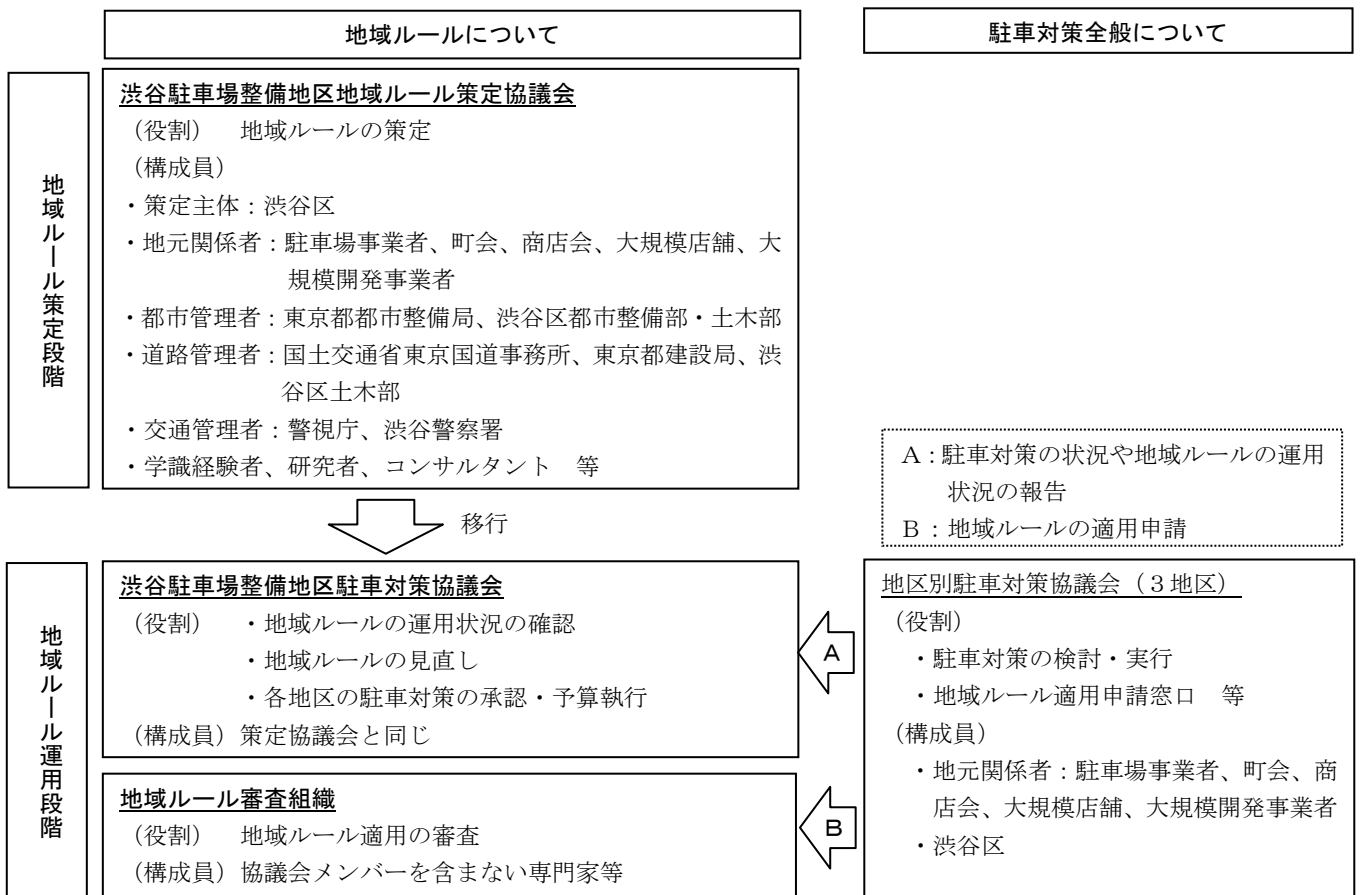 地域ルールについて
駐車対策全般について
地域ルール策定段階
渋谷駐車場整備地区地域ルール策定協議会
（役割）　地域ルールの策定
（構成員）
・策定主体：渋谷区
・地元関係者：駐車場事業者、町会、商店会、大規模店舗、大
規模開発事業者
・都市管理者：東京都都市整備局、渋谷区都市整備部・土木部
・道路管理者：国土交通省東京国道事務所、東京都建設局、渋
谷区土木部
・交通管理者：警視庁、渋谷警察署
・学識経験者、研究者、コンサルタント　等
移行
A：駐車対策の状況や地域ルールの運用
状況の報告
B：地域ルールの適用申請
地域ルール運用段階
渋谷駐車場整備地区駐車対策協議会
（役割）　・地域ルールの運用状況の確認
・地域ルールの見直し
・各地区の駐車対策の承認・予算執行
（構成員）策定協議会と同じ
A
地域ルール審査組織
（役割）　地域ルール適用の審査
（構成員）協議会メンバーを含まない専門家等
B
地区別駐車対策協議会（３地区）
（役割）
・駐車対策の検討・実行
・地域ルール適用申請窓口　等
（構成員）
・地元関係者：駐車場事業者、町会、商
店会、大規模店舗、大規模開発事業者
・渋谷区